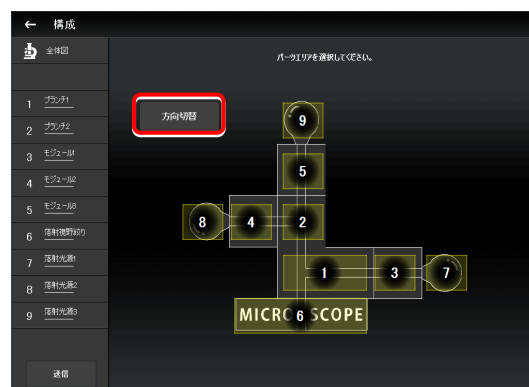 ← 構成
全体図
パーツエリアを選択してください。
方向切替
1 ブランチ1
2 ブランチ2
3 モジュール1
4 モジュール2
5 モジュール3
6 落射視野絞り
7 落射光源1
8 落射光源2
9 落射光源3
9
5
8 4 2
1 3 7
MICRO 6 SCOPE
送信